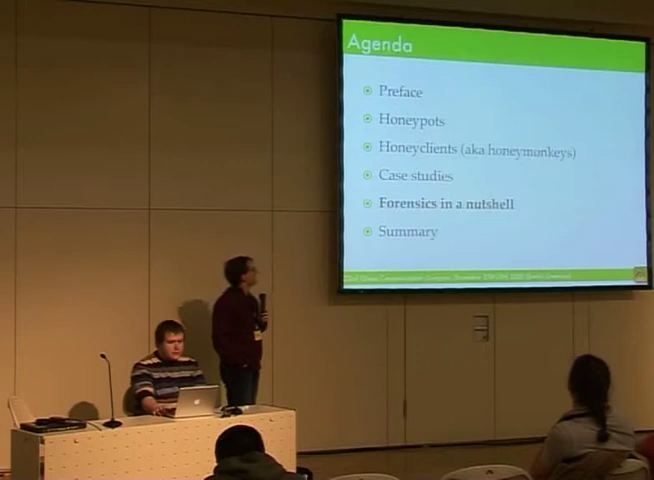 Agenda
Preface
Honeypots
Honeyclients (aka honeymonkeys)
Case studies
Forensics in a nutshell
Summary